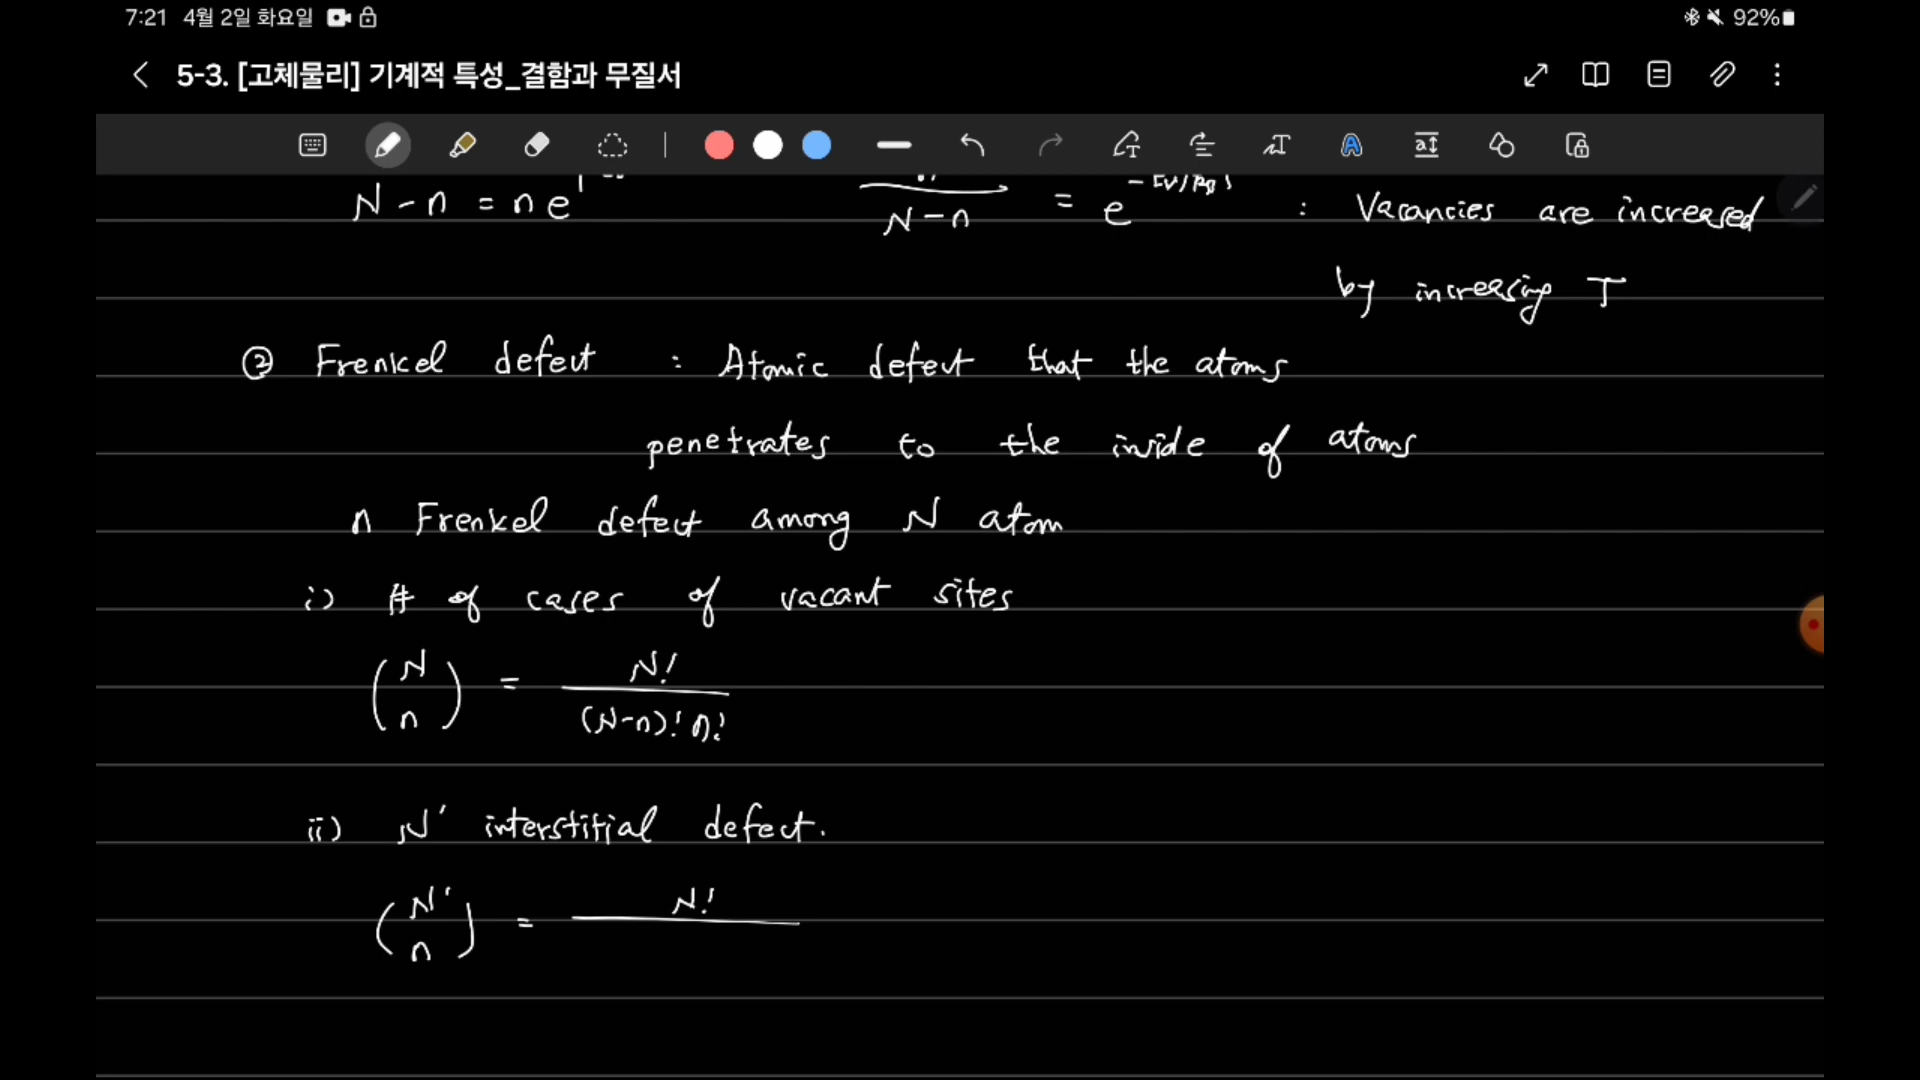 7:21 4월 2일 화요일
92%
5-3. [고체물리] 기계적 특성_결함과 무질서
N-n = n e
N-n = e : Vacancies are increased
by increasing T
② Frenkel defect : Atomic defect that the atoms
penetrates to the inside of atoms
n Frenkel defect among N atom
i) # of cases of vacant sites
(N n) = N! / (N-n)! n!
ii) N' interstitial defect.
(N' n) = N!